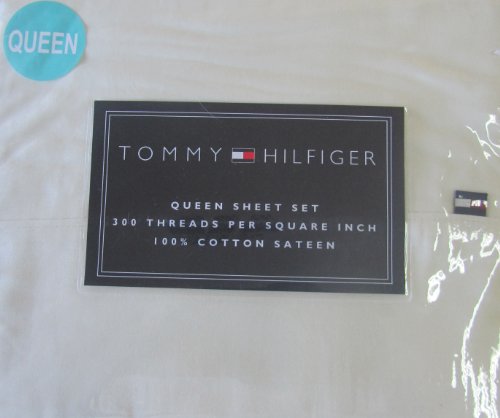 QUEEN
TOMMY HILFIGER
QUEEN SHEET SET
300 THREADS PER SQUARE INCH
100% COTTON SATEEN